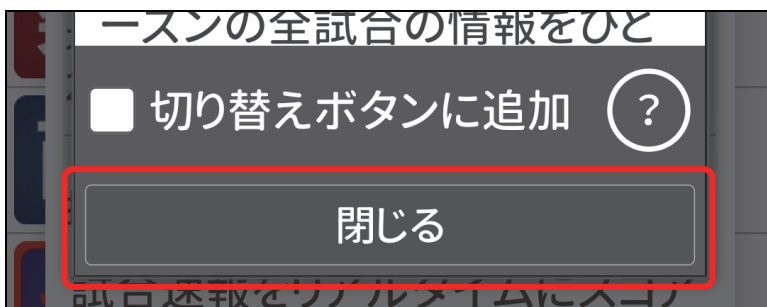 ースンの全試合の情報をひと
切り替えボタンに追加 ?
閉じる
試合速報をリアルタイムにスコア